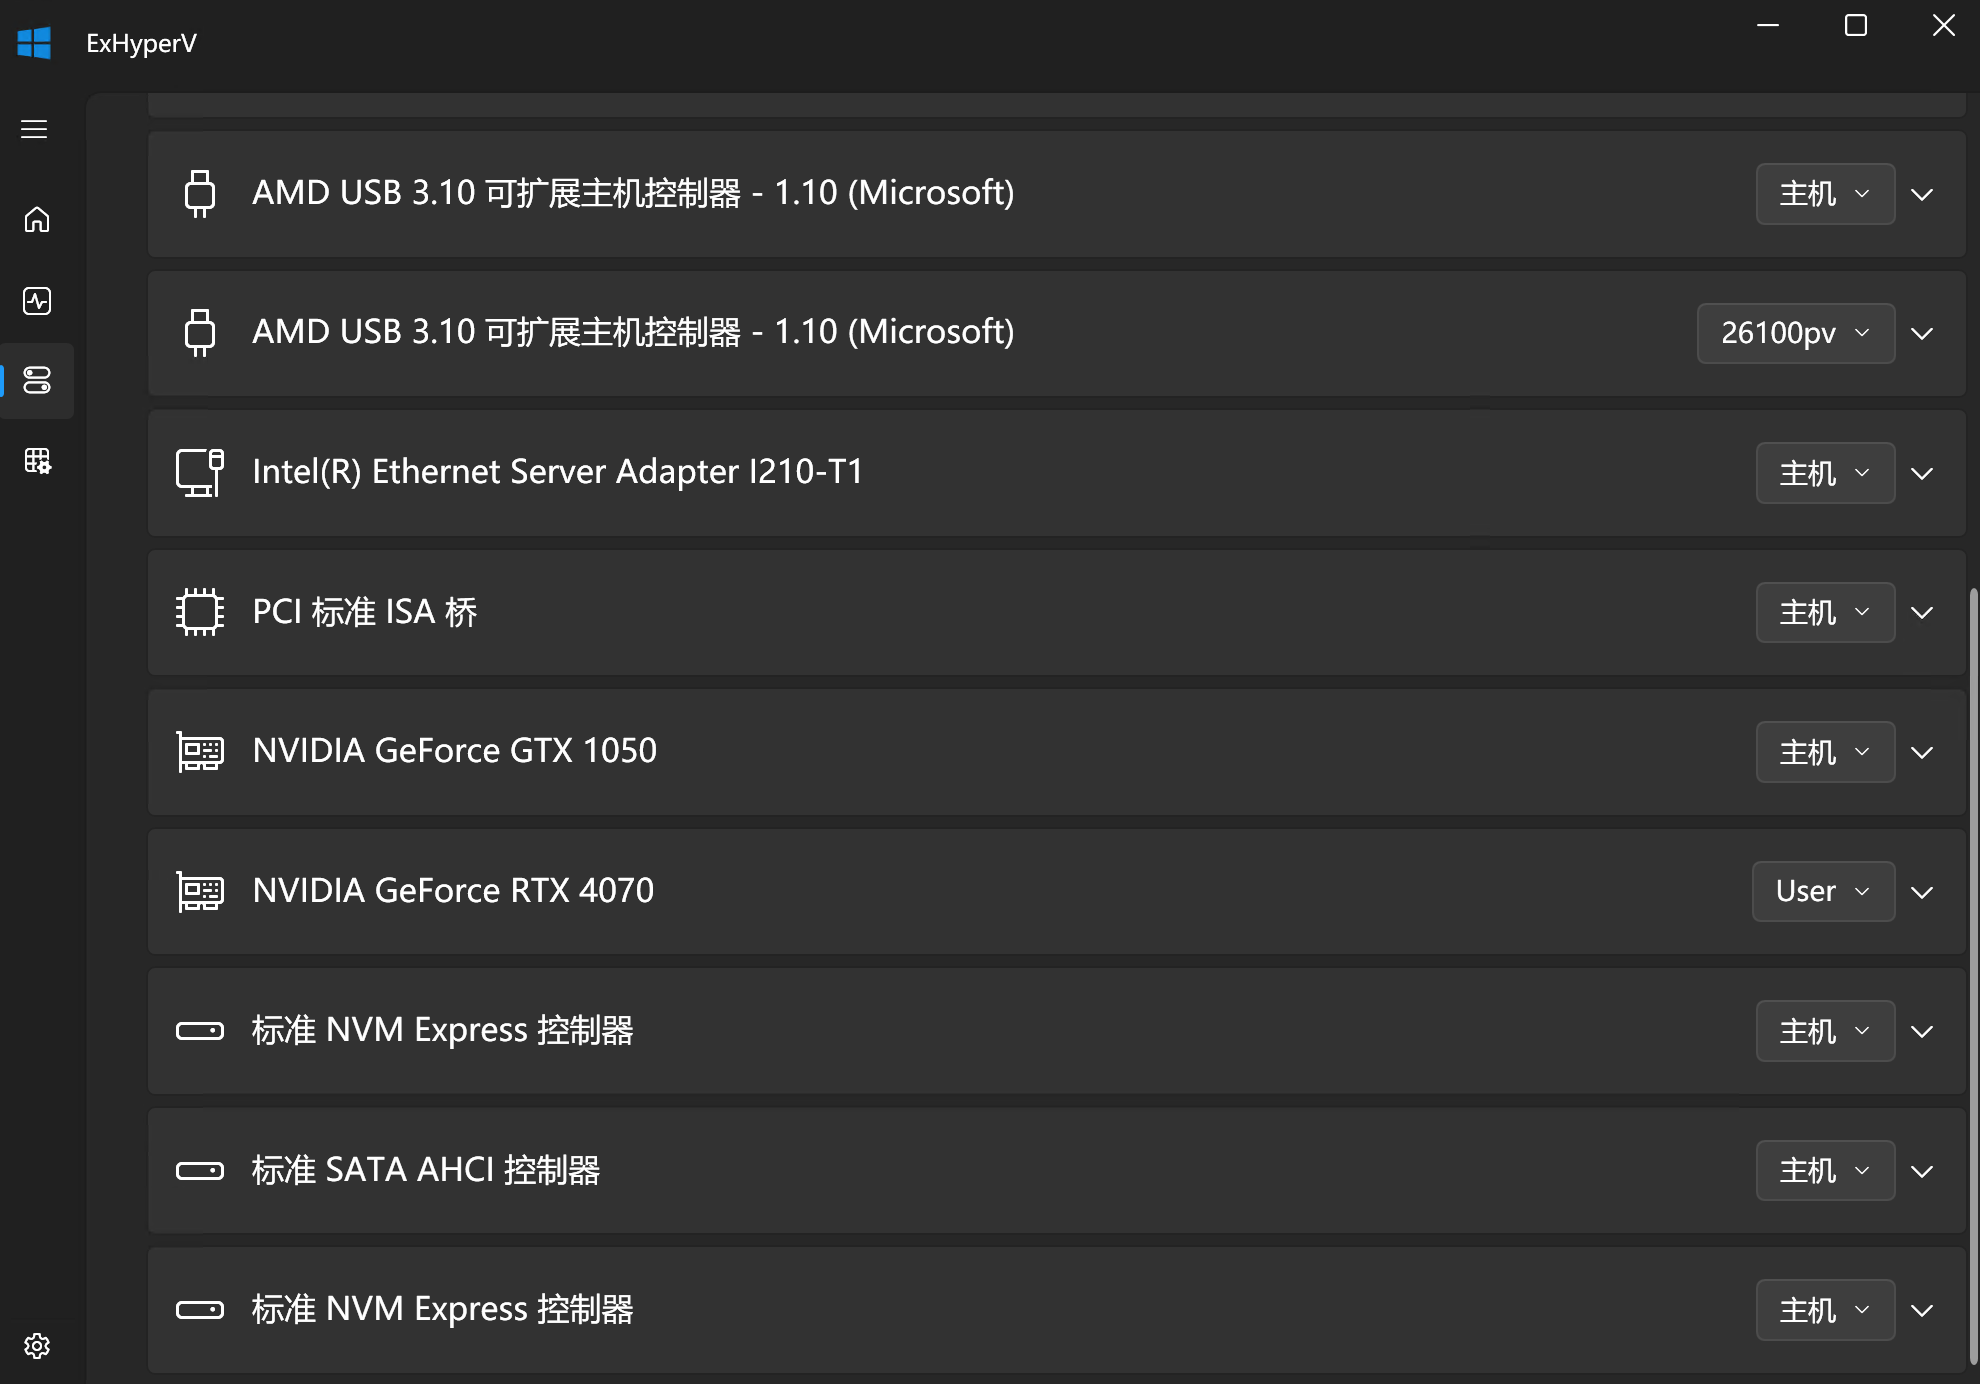 ExHyperV
AMD USB 3.10 可扩展主机控制器 - 1.10 (Microsoft)
主机
AMD USB 3.10 可扩展主机控制器 - 1.10 (Microsoft)
26100pv
Intel(R) Ethernet Server Adapter I210-T1
主机
PCI 标准 ISA 桥
主机
NVIDIA GeForce GTX 1050
主机
NVIDIA GeForce RTX 4070
User
标准 NVM Express 控制器
主机
标准 SATA AHCI 控制器
主机
标准 NVM Express 控制器
主机